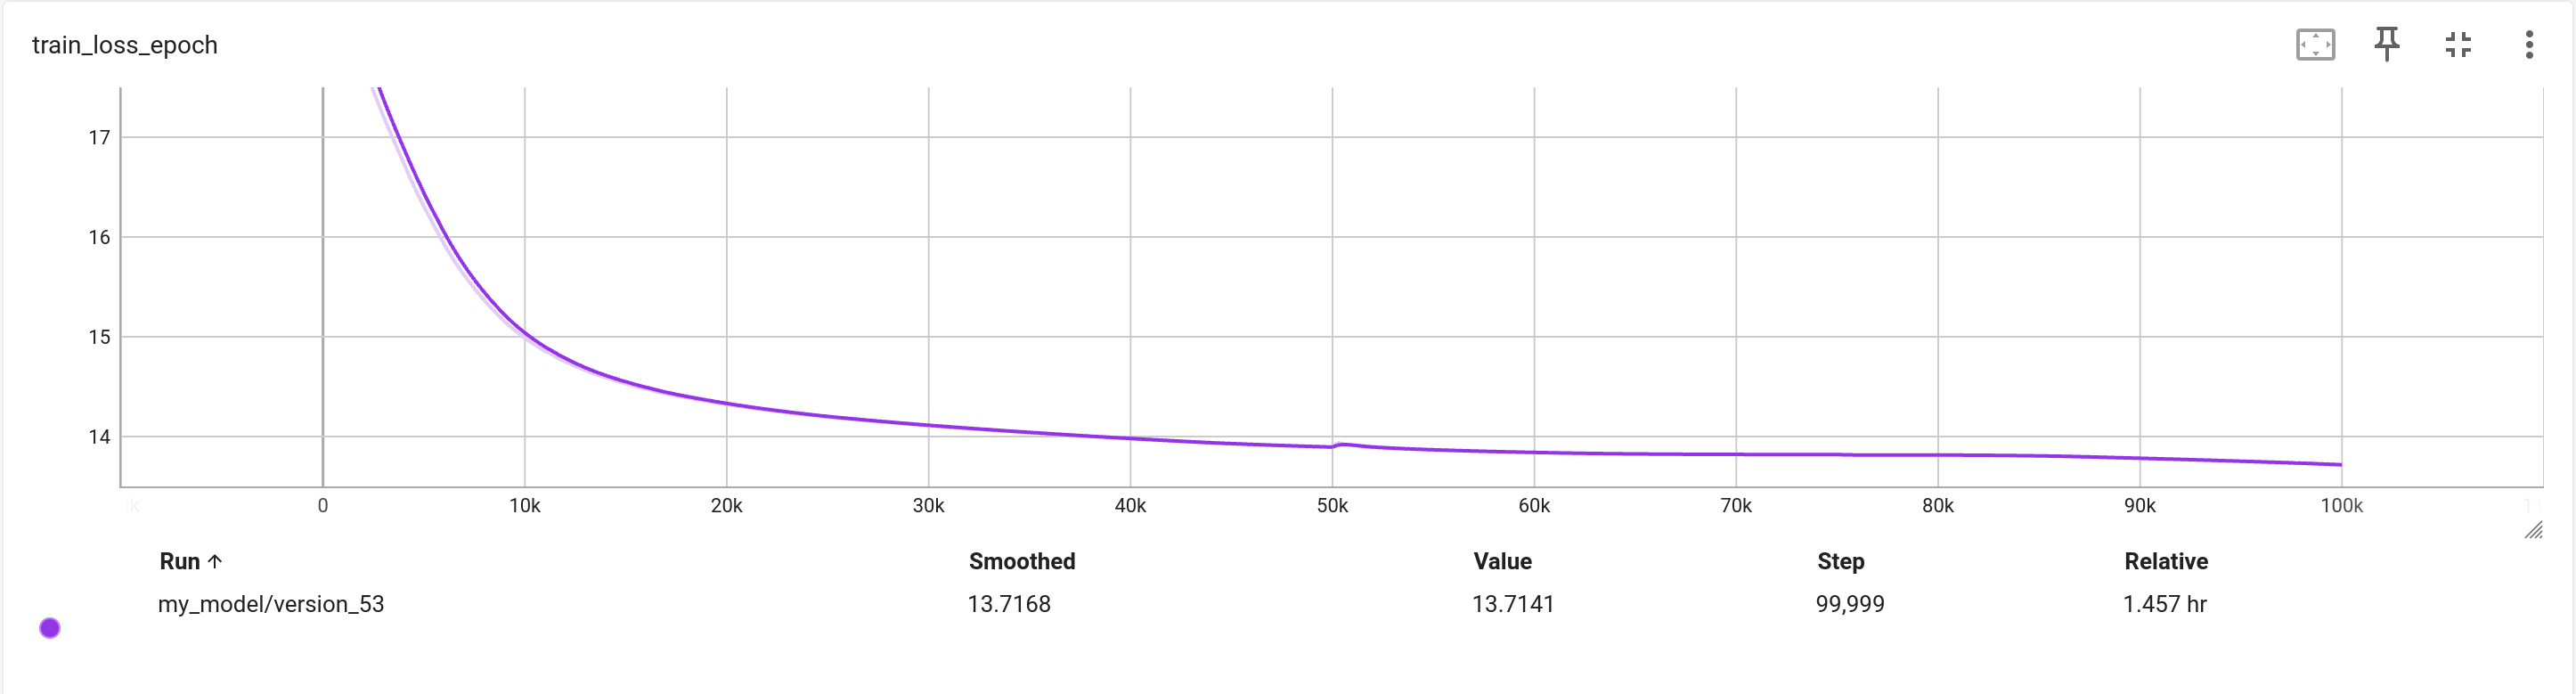 train_loss_epoch
17
16
15
14
0 10k 20k 30k 40k 50k 60k 70k 80k 90k 100k
Run Smoothed Value Step Relative
my_model/version_53 13.7168 13.7141 99,999 1.457 hr